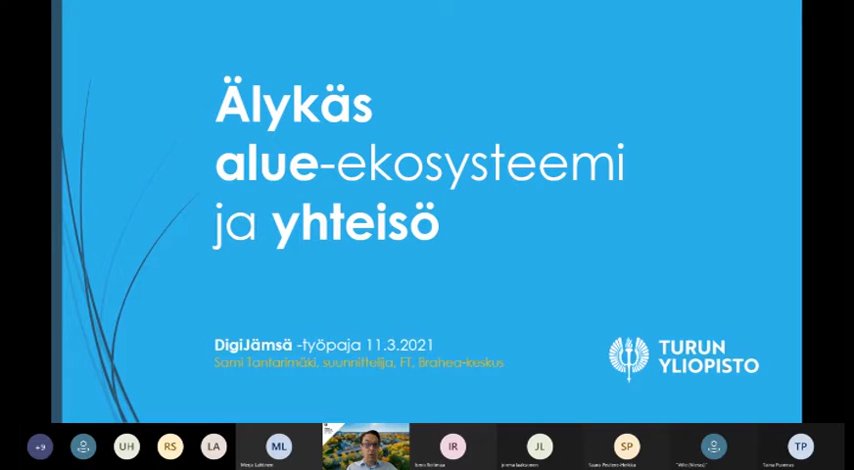 Älykäs
alue-ekosysteemi
ja yhteisö
DigiJämsä -työpaja 11.3.2021
Sami Tantarimäki, suunnittelija, FT, Brahea-keskus
TURUN
YLIOPISTO
+9
UH
RS
LA
ML
IR
JL
SP
TP